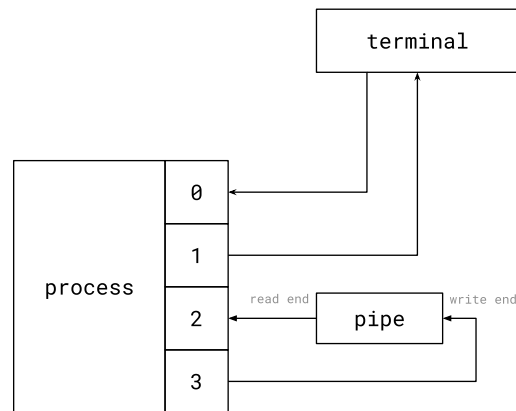 terminal
0
1
process
read end
write end
2
pipe
3